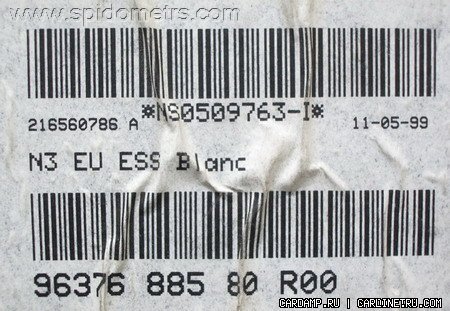 www.spidometrs.com
216560786 A *NS0509763-I* 11-05-99
N3 EU ESS Blanc
96376 885 80 R00
CARDAMP.RU || CARDINETRU.COM